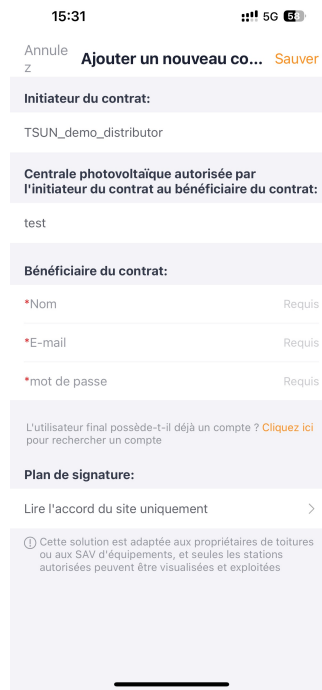 15:31
5G
58
Annule
z
Ajouter un nouveau co...
Sauver
Initiateur du contrat:
TSUN_demo_distributor
Centrale photovoltaïque autorisée par
l'initiateur du contrat au bénéficiaire du contrat:
test
Bénéficiaire du contrat:
*Nom
Requis
*E-mail
Requis
*mot de passe
Requis
L'utilisateur final possède-t-il déjà un compte ? Cliquez ici
pour rechercher un compte
Plan de signature:
Lire l'accord du site uniquement
Cette solution est adaptée aux propriétaires de toitures
ou aux SAV d'équipements, et seules les stations
autorisées peuvent être visualisées et exploitées